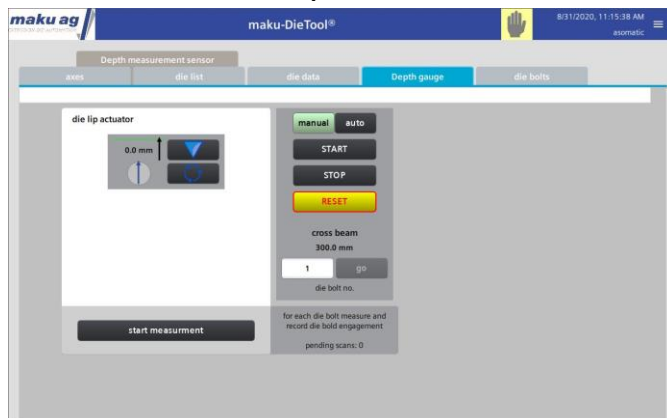 maku ag
maku-DieTool®
8/31/2020, 11:15:38 AM
asomatic
Depth measurement sensor
axes
die list
die data
Depth gauge
die bolts
die lip actuator
0.0 mm
manual
auto
START
STOP
RESET
cross beam
300.0 mm
1
go
die bolt no.
start measurment
for each die bolt measure and
record die bold engagement
pending scans: 0